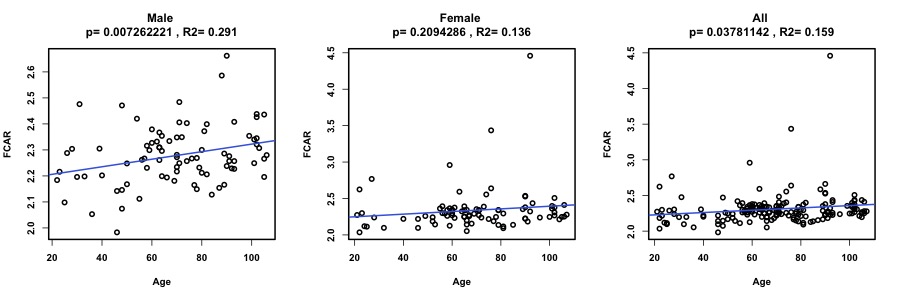 Male
p= 0.007262221 , R2= 0.291
FCAR
2.0 2.1 2.2 2.3 2.4 2.5 2.6
20 40 60 80 100
Age
Female
p= 0.2094286 , R2= 0.136
FCAR
2.0 2.5 3.0 3.5 4.0 4.5
20 40 60 80 100
Age
All
p= 0.03781142 , R2= 0.159
FCAR
2.0 2.5 3.0 3.5 4.0 4.5
20 40 60 80 100
Age